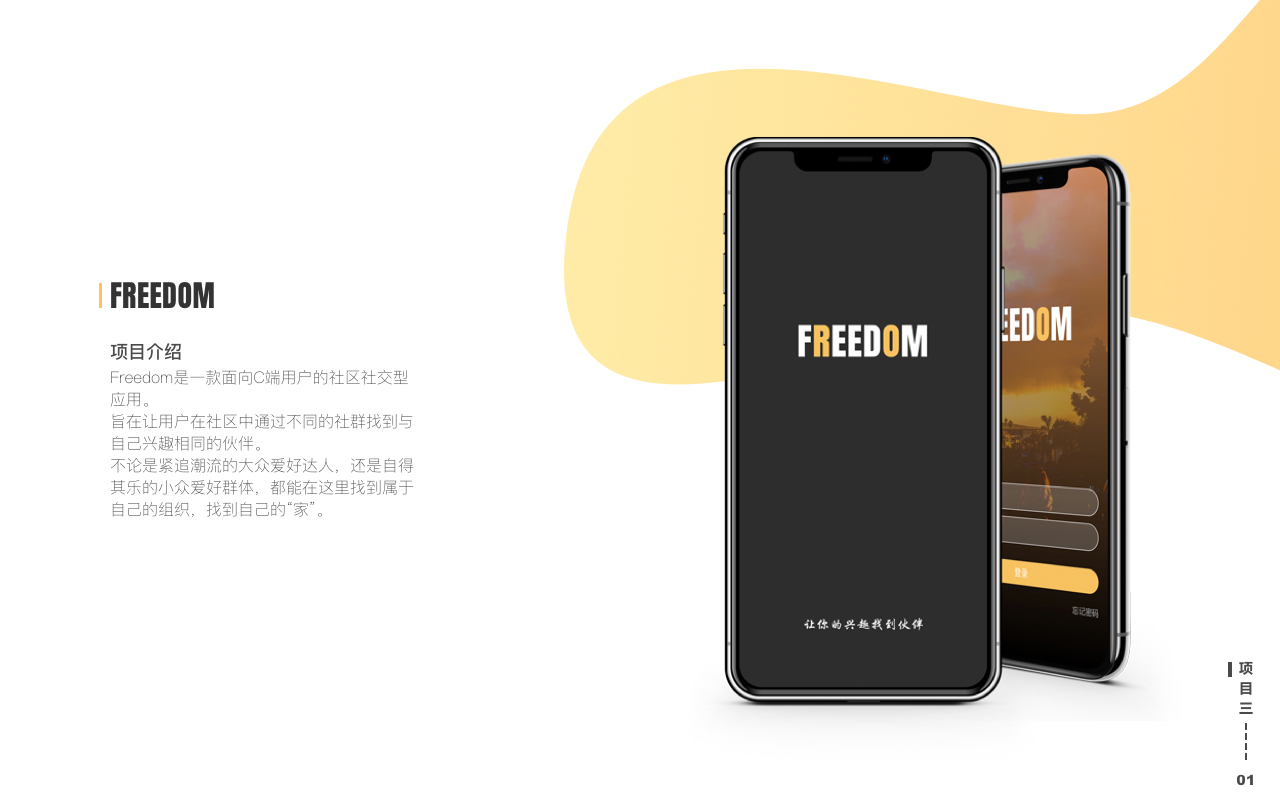 FREEDOM
项目介绍
Freedom是一款面向C端用户的社区社交型
应用。
旨在让用户在社区中通过不同的社群找到与
自己兴趣相同的伙伴。
不论是紧追潮流的大众爱好达人，还是自得
其乐的小众爱好群体，都能在这里找到属于
自己的组织，找到自己的“家”。
FREEDOM
让你的兴趣找到伙伴
EEDOM
登录
忘记密码
项目三
01